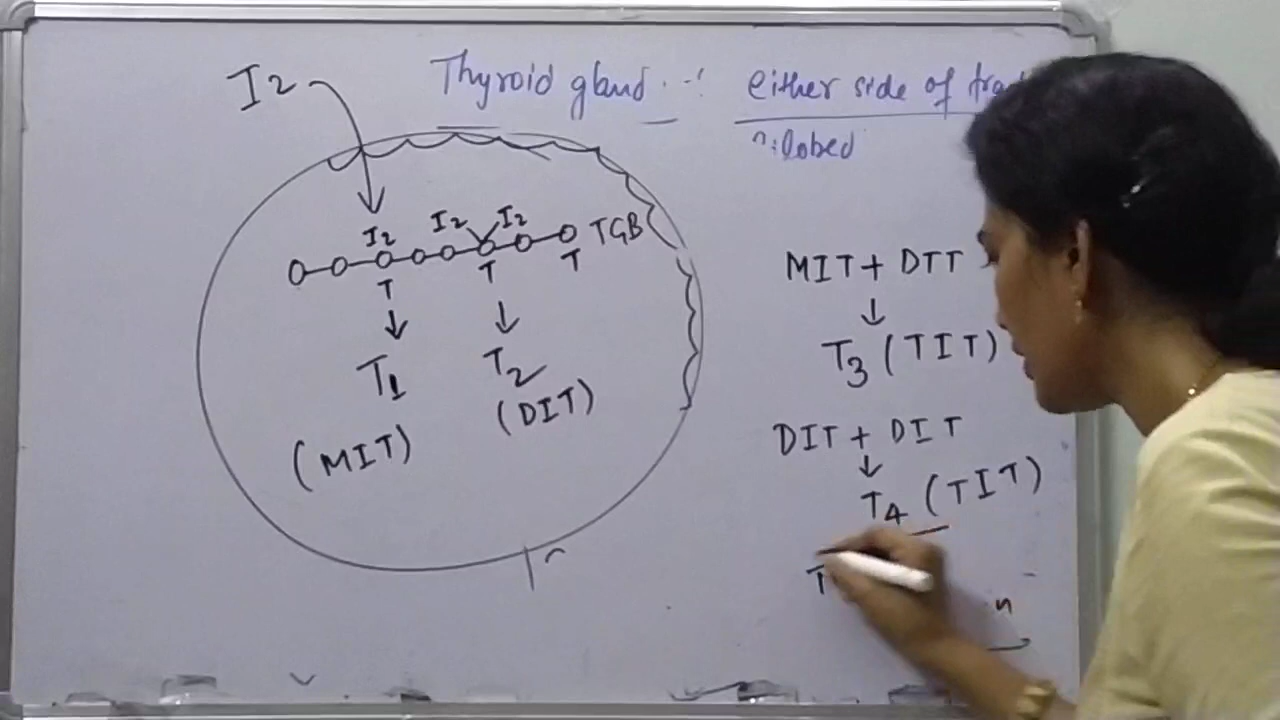 Thyroid gland : either side of
lobed
I2
I2 I2 I2 TGB
T T T
T1 T2
(DIT)
(MIT)
MIT + DIT
T3 (TIT)
DIT + DIT
T4 (TIT)
T
n